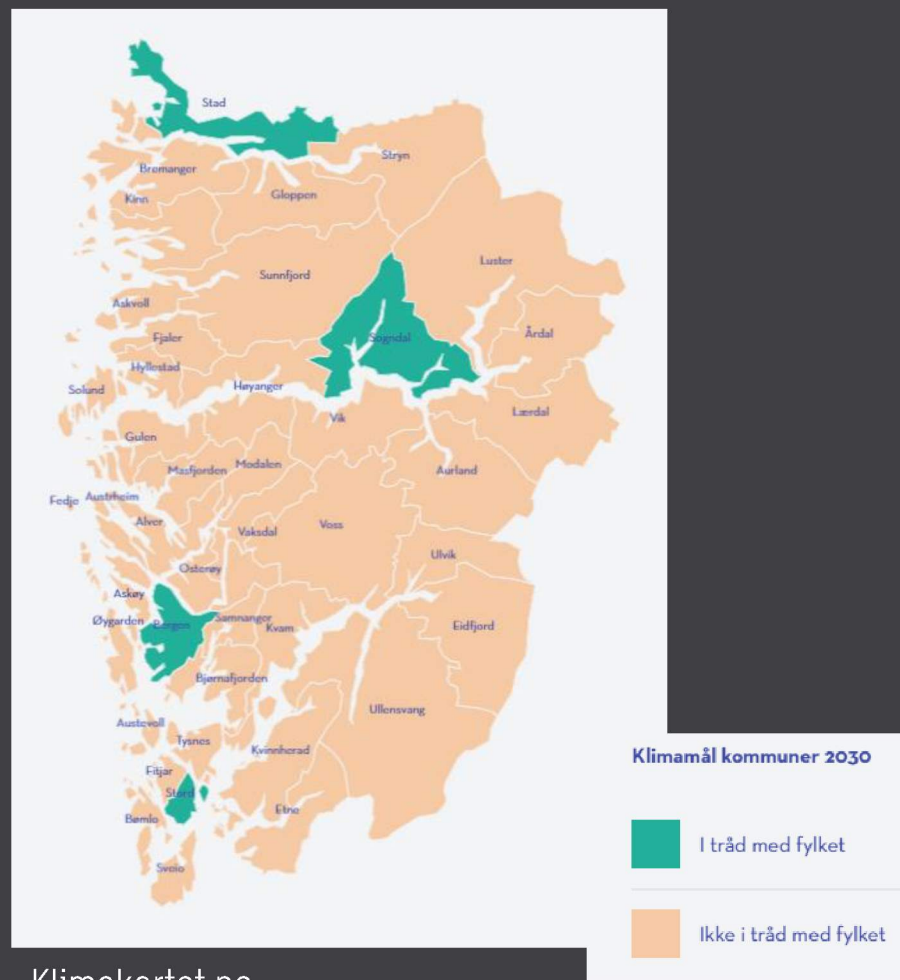 Stad
Stryn
Bremanger
Gloppen
Kinn
Luster
Sunnfjord
Askvoll
Årdal
Fjaler
Sogndal
Hyllestad
Høyanger
Solund
Lærdal
Vik
Gulen
Modalen
Masfjorden
Aurland
Austrheim
Fedje
Alver
Voss
Vaksdal
Ulvik
Osterøy
Askøy
Samnanger
Øygarden
Bergen
Kvam
Eidfjord
Bjørnafjorden
Ullensvang
Austevoll
Tysnes
Kvinnherad
Fitjar
Stord
Etne
Bømlo
Sveio
Klimamål kommuner 2030
I tråd med fylket
Ikke i tråd med fylket
Klimakartet.no